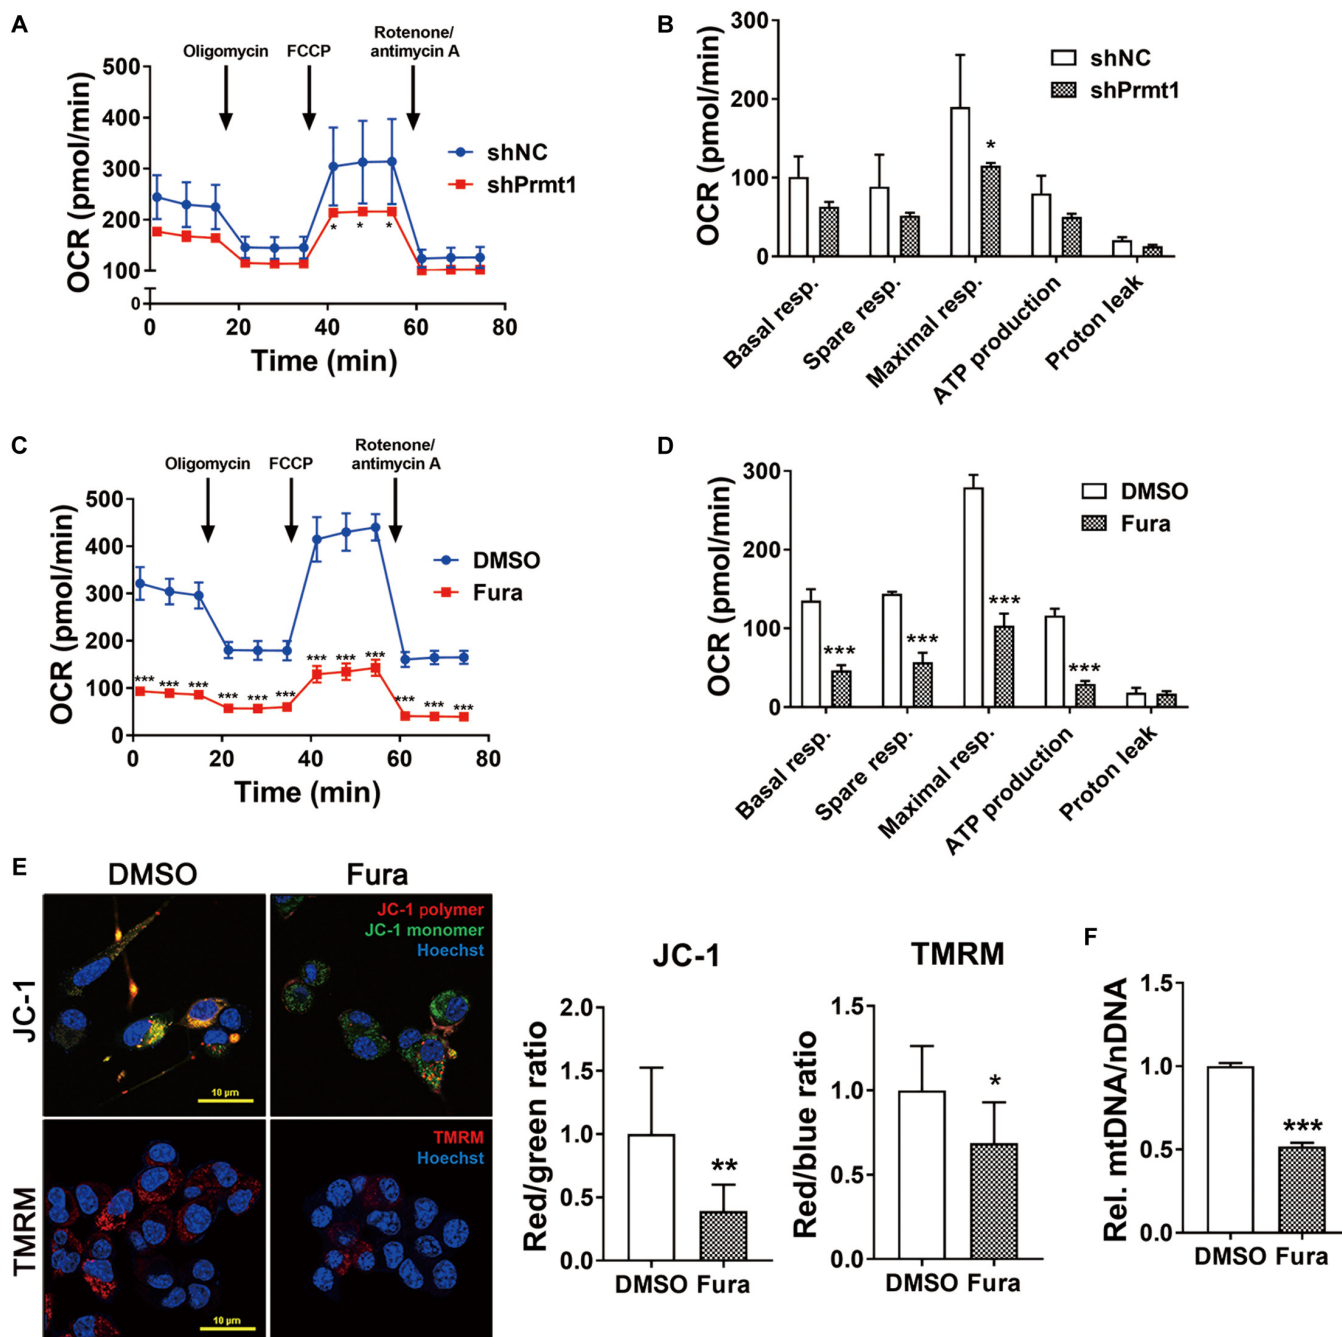 A
Oligomycin
FCCP
Rotenone/
antimycin A
OCR (pmol/min)
500
400
300
200
100
0
shNC
shPrmt1
* * *
0 20 40 60 80
Time (min)
B
OCR (pmol/min)
300
200
100
0
shNC
shPrmt1
*
Basal resp.
Spare resp.
Maximal resp.
ATP production
Proton leak
C
Oligomycin
FCCP
Rotenone/
antimycin A
OCR (pmol/min)
500
400
300
200
100
0
DMSO
Fura
*** *** *** *** *** *** *** *** *** *** *** ***
0 20 40 60 80
Time (min)
D
OCR (pmol/min)
300
200
100
0
DMSO
Fura
*** *** *** ***
Basal resp.
Spare resp.
Maximal resp.
ATP production
Proton leak
E
DMSO Fura
JC-1
JC-1 polymer
JC-1 monomer
Hoechst
10 µm
TMRM
TMRM
Hoechst
10 µm
JC-1
Red/green ratio
2.0
1.5
1.0
0.5
0.0
**
DMSO Fura
TMRM
Red/blue ratio
1.5
1.0
0.5
0.0
*
DMSO Fura
F
Rel. mtDNA/nDNA
1.5
1.0
0.5
0.0
***
DMSO Fura